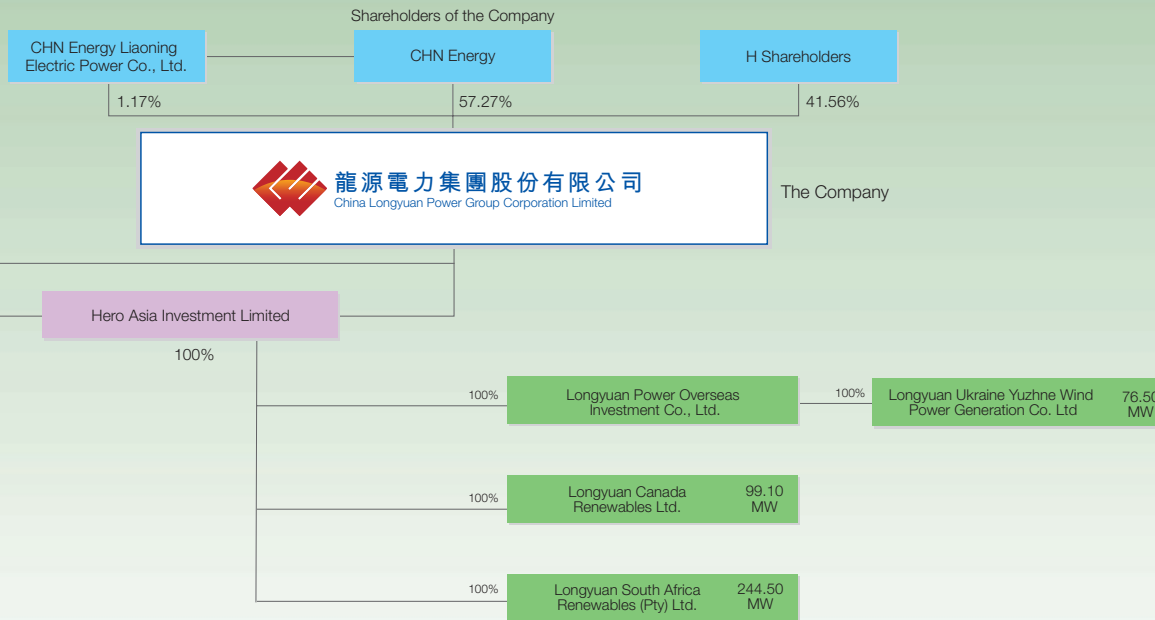 Shareholders of the Company
CHN Energy Liaoning
Electric Power Co., Ltd.
CHN Energy
H Shareholders
1.17%
57.27%
41.56%
龍源電力集團股份有限公司
China Longyuan Power Group Corporation Limited
The Company
Hero Asia Investment Limited
100%
100%
Longyuan Power Overseas
Investment Co., Ltd.
100%
Longyuan Ukraine Yuzhne Wind
Power Generation Co. Ltd
76.50
MW
100%
Longyuan Canada
Renewables Ltd.
99.10
MW
100%
Longyuan South Africa
Renewables (Pty) Ltd.
244.50
MW